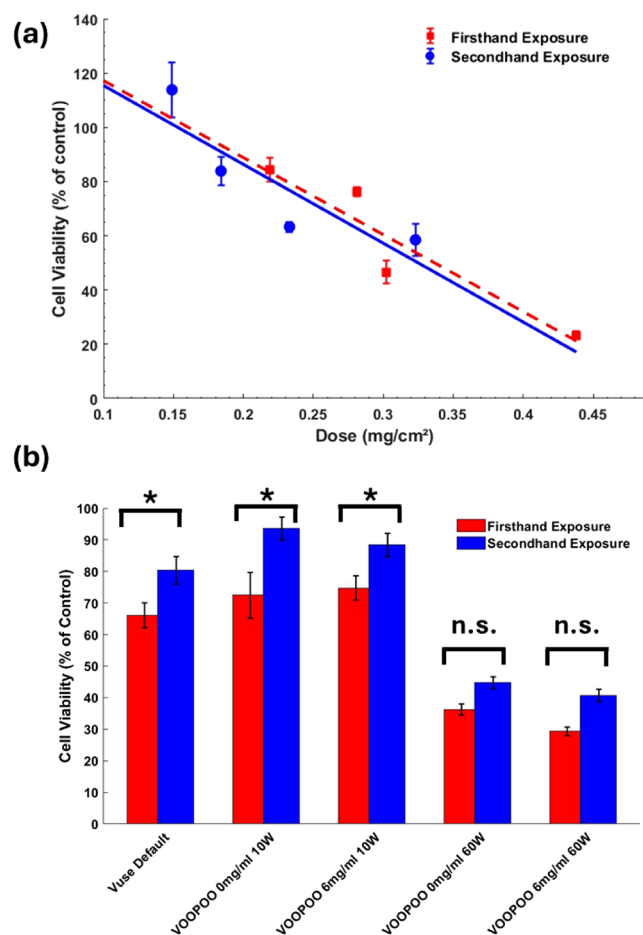 (a)
Cell Viability (% of control)
140
120
100
80
60
40
20
0
Firsthand Exposure
Secondhand Exposure
0.1 0.15 0.2 0.25 0.3 0.35 0.4 0.45
Dose (mg/cm²)
(b)
Cell Viability (% of Control)
100
90
80
70
60
50
40
30
20
10
0
* * *
Firsthand Exposure
Secondhand Exposure
n.s. n.s.
Vuse Default
VOOPOO 0mg/ml 10W
VOOPOO 6mg/ml 10W
VOOPOO 0mg/ml 60W
VOOPOO 6mg/ml 60W